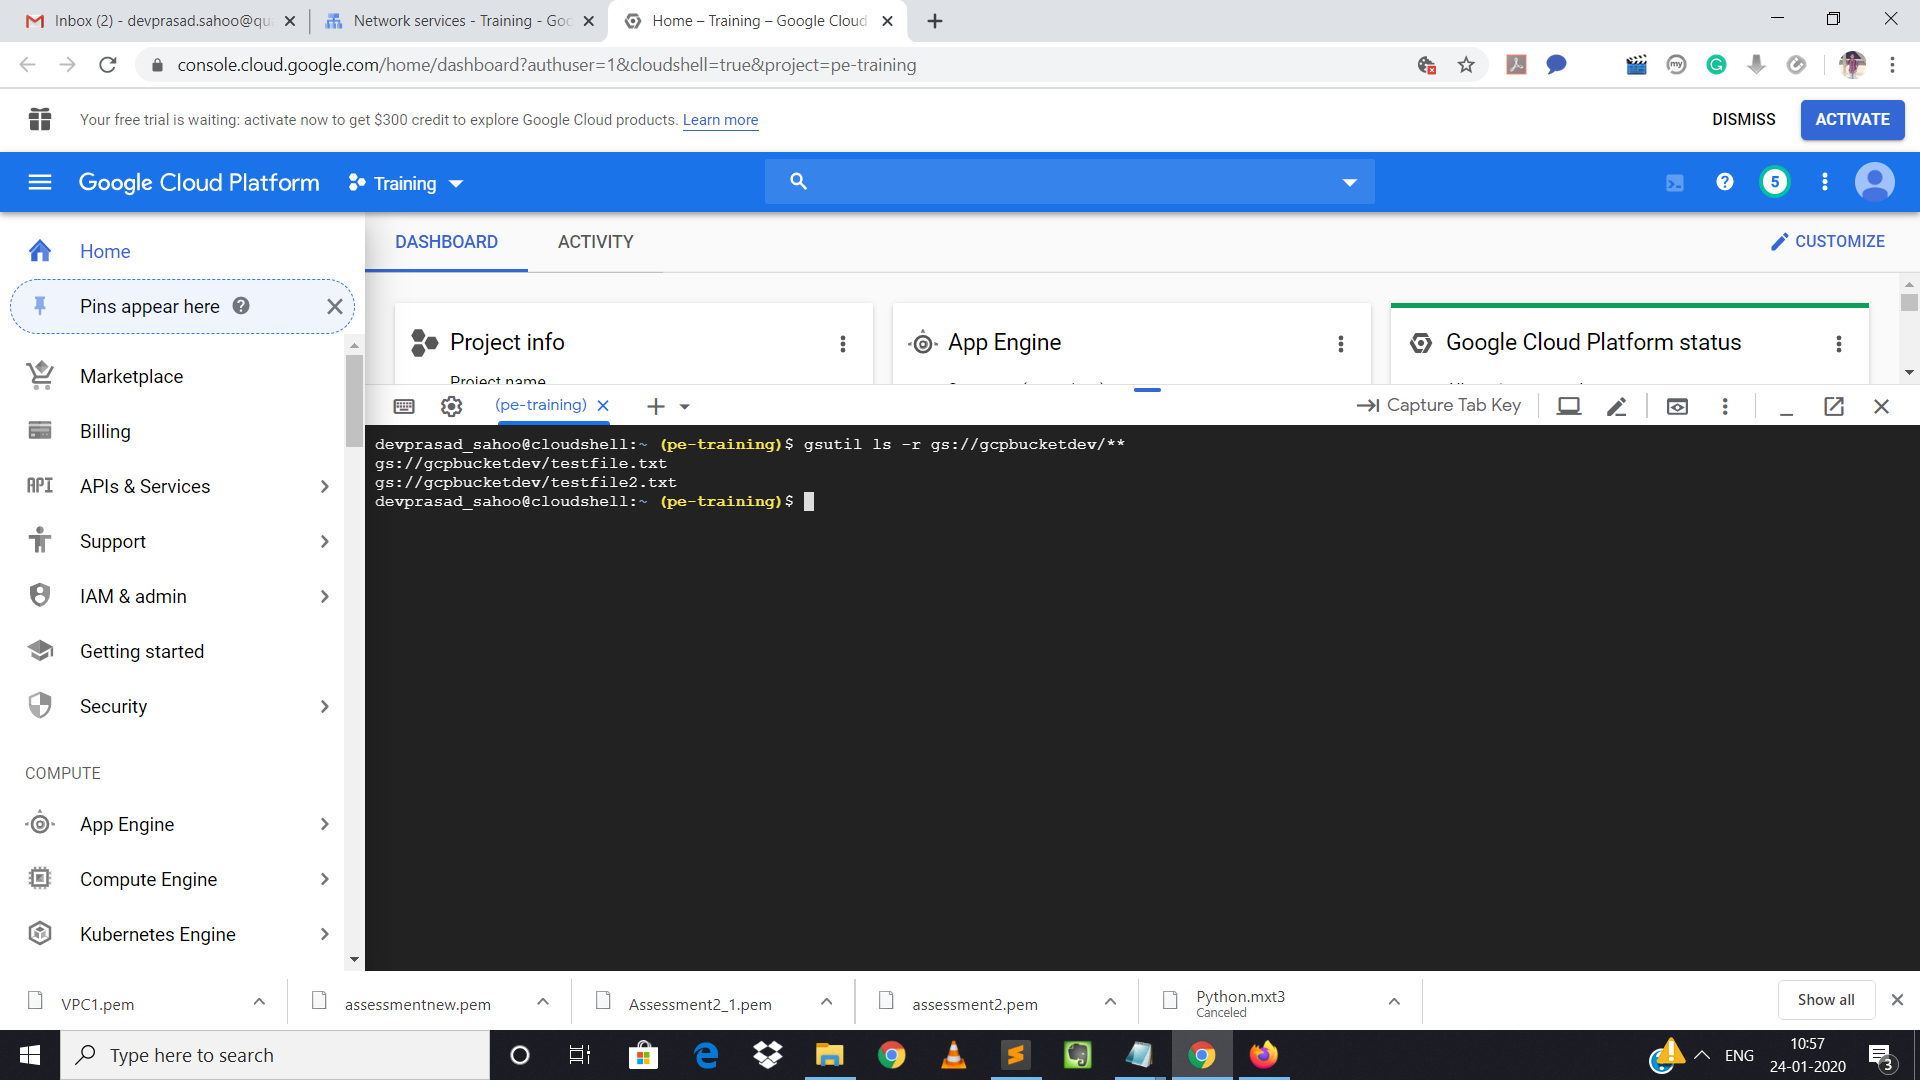 Inbox (2) - devprasad.sahoo@qu
Network services - Training - Goo
Home – Training – Google Cloud
console.cloud.google.com/home/dashboard?authuser=1&cloudshell=true&project=pe-training
Your free trial is waiting: activate now to get $300 credit to explore Google Cloud products. Learn more
DISMISS
ACTIVATE
Google Cloud Platform
Training
5
Home
DASHBOARD
ACTIVITY
CUSTOMIZE
Pins appear here
Project info
App Engine
Google Cloud Platform status
Project name
Marketplace
Billing
APIs & Services
Support
IAM & admin
Getting started
Security
COMPUTE
App Engine
Compute Engine
Kubernetes Engine
(pe-training)
Capture Tab Key
devprasad_sahoo@cloudshell:~ (pe-training)$ gsutil ls -r gs://gcpbucketdev/**
gs://gcpbucketdev/testfile.txt
gs://gcpbucketdev/testfile2.txt
devprasad_sahoo@cloudshell:~ (pe-training)$
VPC1.pem
assessmentnew.pem
Assessment2_1.pem
assessment2.pem
Python.mxt3
Canceled
Show all
Type here to search
ENG
10:57
24-01-2020
3